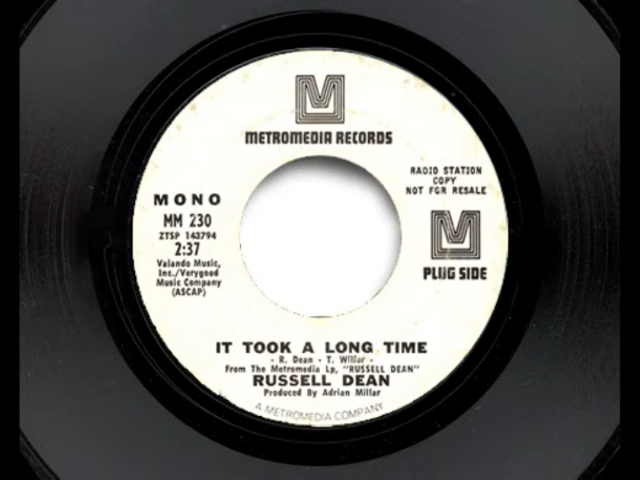 M
METROMEDIA RECORDS
RADIO STATION
COPY
NOT FOR RESALE
MONO
MM 230
ZTSP 143794
2:37
Valando Music,
Inc./Verygood
Music Company
(ASCAP)
M
PLUG SIDE
IT TOOK A LONG TIME
- R. Dean - T. Willar -
From The Metromedia Lp, "RUSSELL DEAN"
RUSSELL DEAN
Produced By Adrian Millar
A METROMEDIA COMPANY